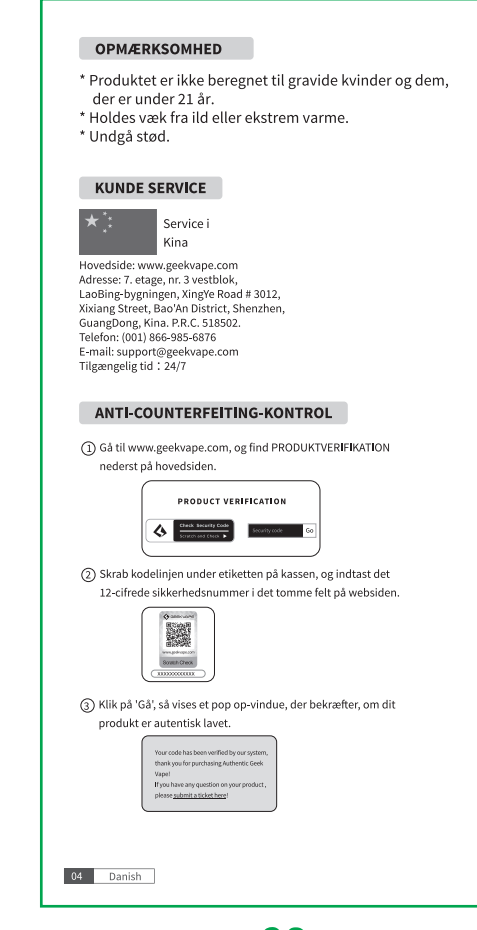 OPMÆRKSOMHED
* Produktet er ikke beregnet til gravide kvinder og dem,
der er under 21 år.
* Holdes væk fra ild eller ekstrem varme.
* Undgå stød.
KUNDE SERVICE
Service i
Kina
Hovedside: www.geekvape.com
Adresse: 7. etage, nr. 3 vestblok,
LaoBing-bygningen, XingYe Road # 3012,
Xixiang Street, Bao'An District, Shenzhen,
GuangDong, Kina. P.R.C. 518502.
Telefon: (001) 866-985-6876
E-mail: support@geekvape.com
Tilgængelig tid：24/7
ANTI-COUNTERFEITING-KONTROL
① Gå til www.geekvape.com, og find PRODUKTVERIFIKATION
nederst på hovedsiden.
PRODUCT VERIFICATION
Check Security Code
Scratch and Check ▶
Security code Go
② Skrab kodelinjen under etiketten på kassen, og indtast det
12-cifrede sikkerhedsnummer i det tomme felt på websiden.
GEEKVAPE
www.geekvape.com
Scratch Check
XXXXXXXXXXXX
③ Klik på 'Gå', så vises et pop op-vindue, der bekræfter, om dit
produkt er autentisk lavet.
Your code has been verified by our system,
thank you for purchasing Authentic Geek
Vape!
If you have any question on your product ,
please submit a ticket here!
04 Danish